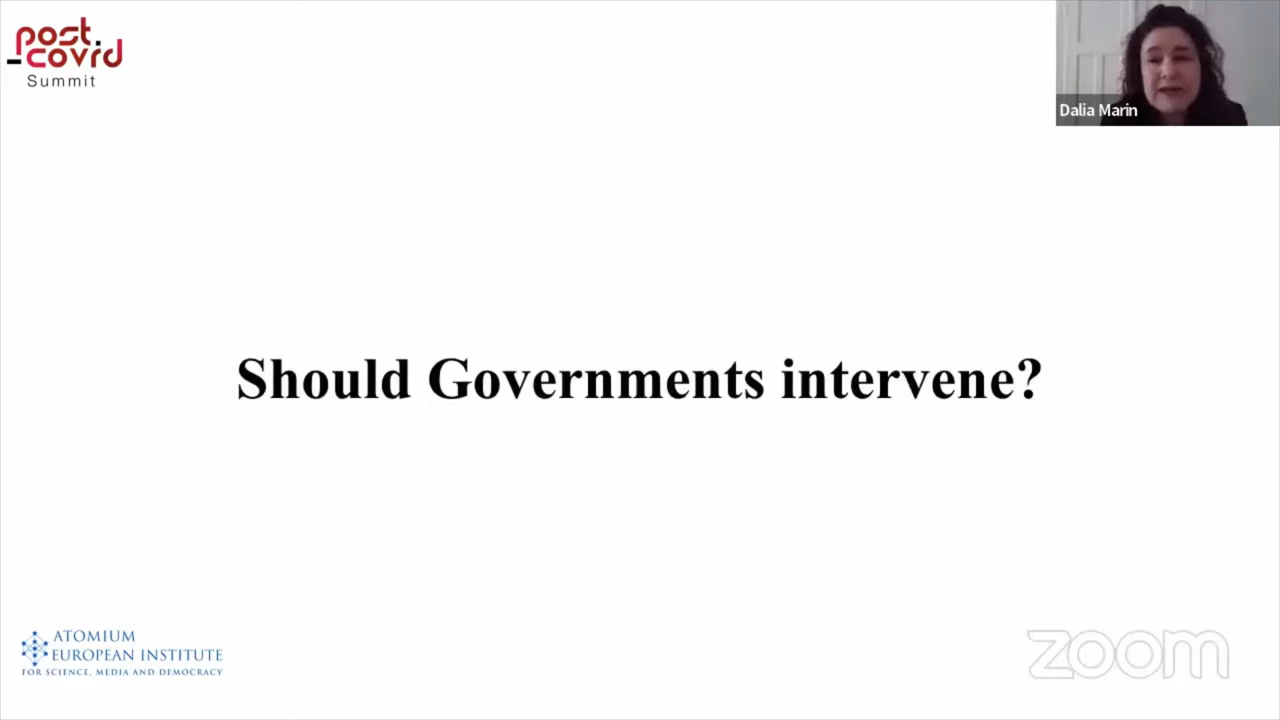 post
-covid
Summit
Dalia Marin
Should Governments intervene?
ATOMIUM
EUROPEAN INSTITUTE
FOR SCIENCE, MEDIA AND DEMOCRACY
zoom